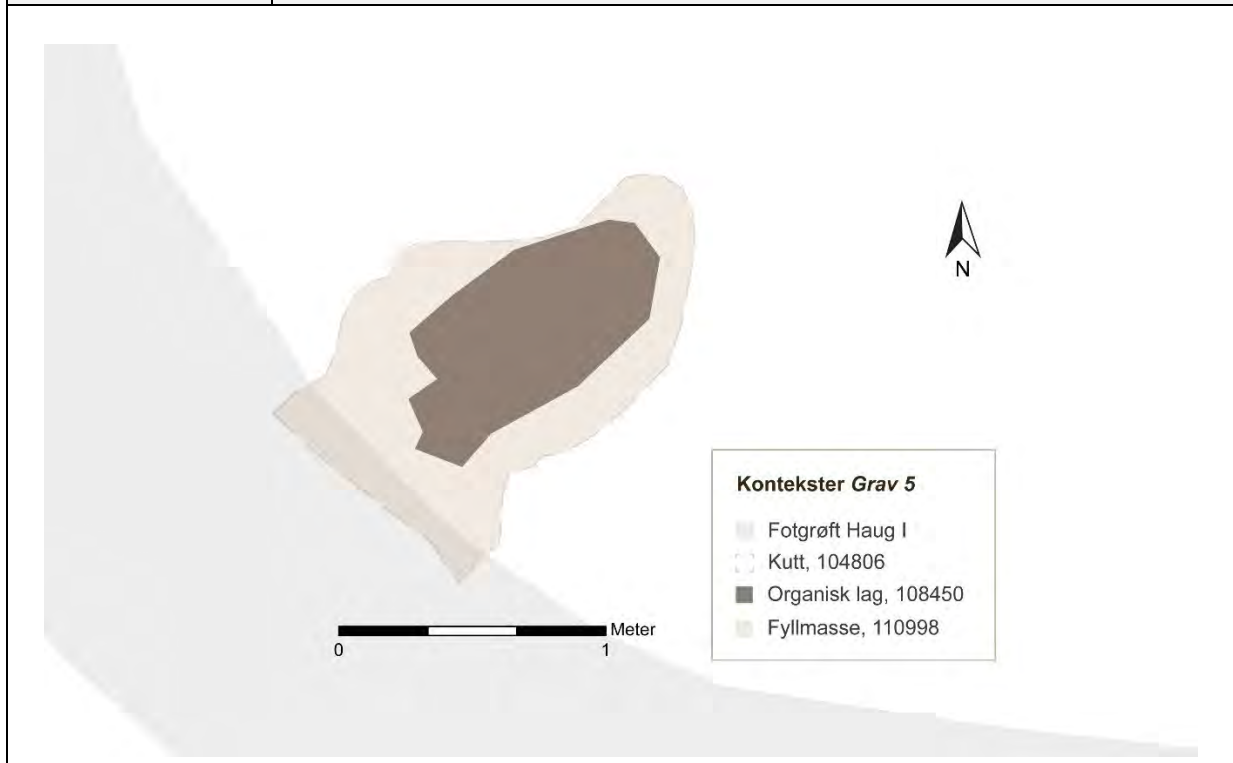 N
Kontekster Grav 5
Fotgrøft Haug I
Kutt, 104806
Organisk lag, 108450
Fyllmasse, 110998
Meter
0 1